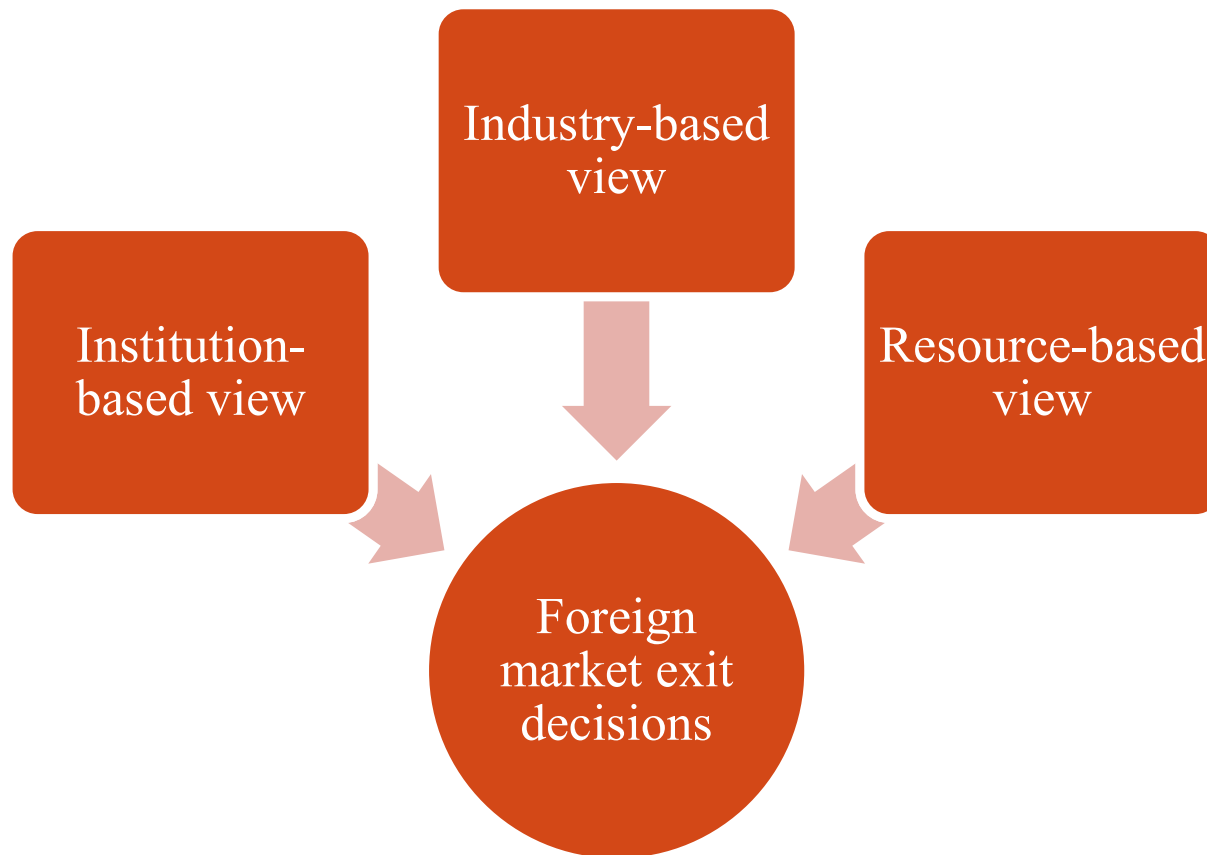 Industry-based
view
Institution-
based view
Resource-based
view
Foreign
market exit
decisions